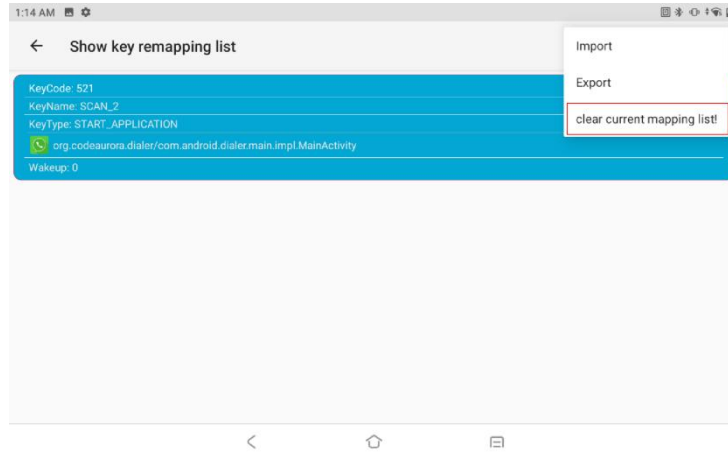 1:14 AM
Show key remapping list
Import
Export
clear current mapping list!
KeyCode: 521
KeyName: SCAN_2
KeyType: START_APPLICATION
org.codeaurora.dialer/com.android.dialer.main.impl.MainActivity
Wakeup: 0